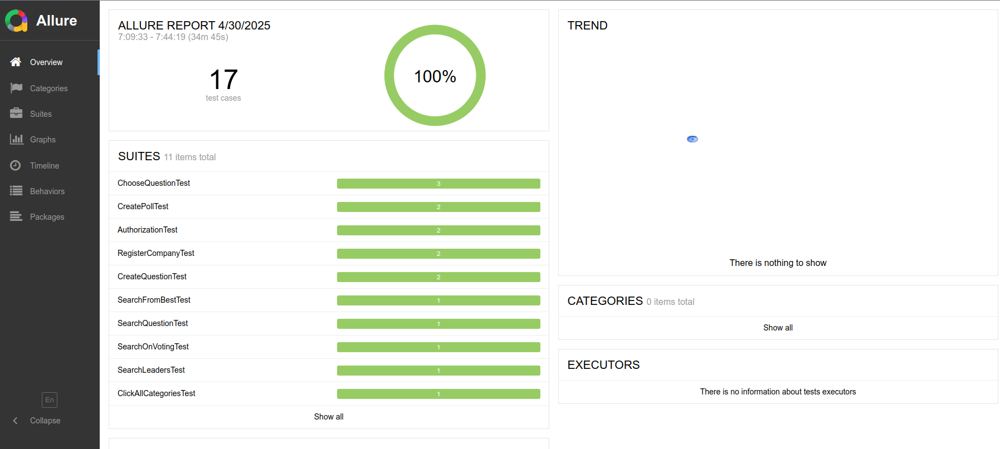 Allure
Overview
Categories
Suites
Graphs
Timeline
Behaviors
Packages
En
Collapse
ALLURE REPORT 4/30/2025
7:09:33 - 7:44:19 (34m 45s)
17
test cases
100%
SUITES 11 items total
ChooseQuestionTest 3
CreatePollTest 2
AuthorizationTest 2
RegisterCompanyTest 2
CreateQuestionTest 2
SearchFromBestTest 1
SearchQuestionTest 1
SearchOnVotingTest 1
SearchLeadersTest 1
ClickAllCategoriesTest 1
Show all
TREND
There is nothing to show
CATEGORIES 0 items total
Show all
EXECUTORS
There is no information about tests executors